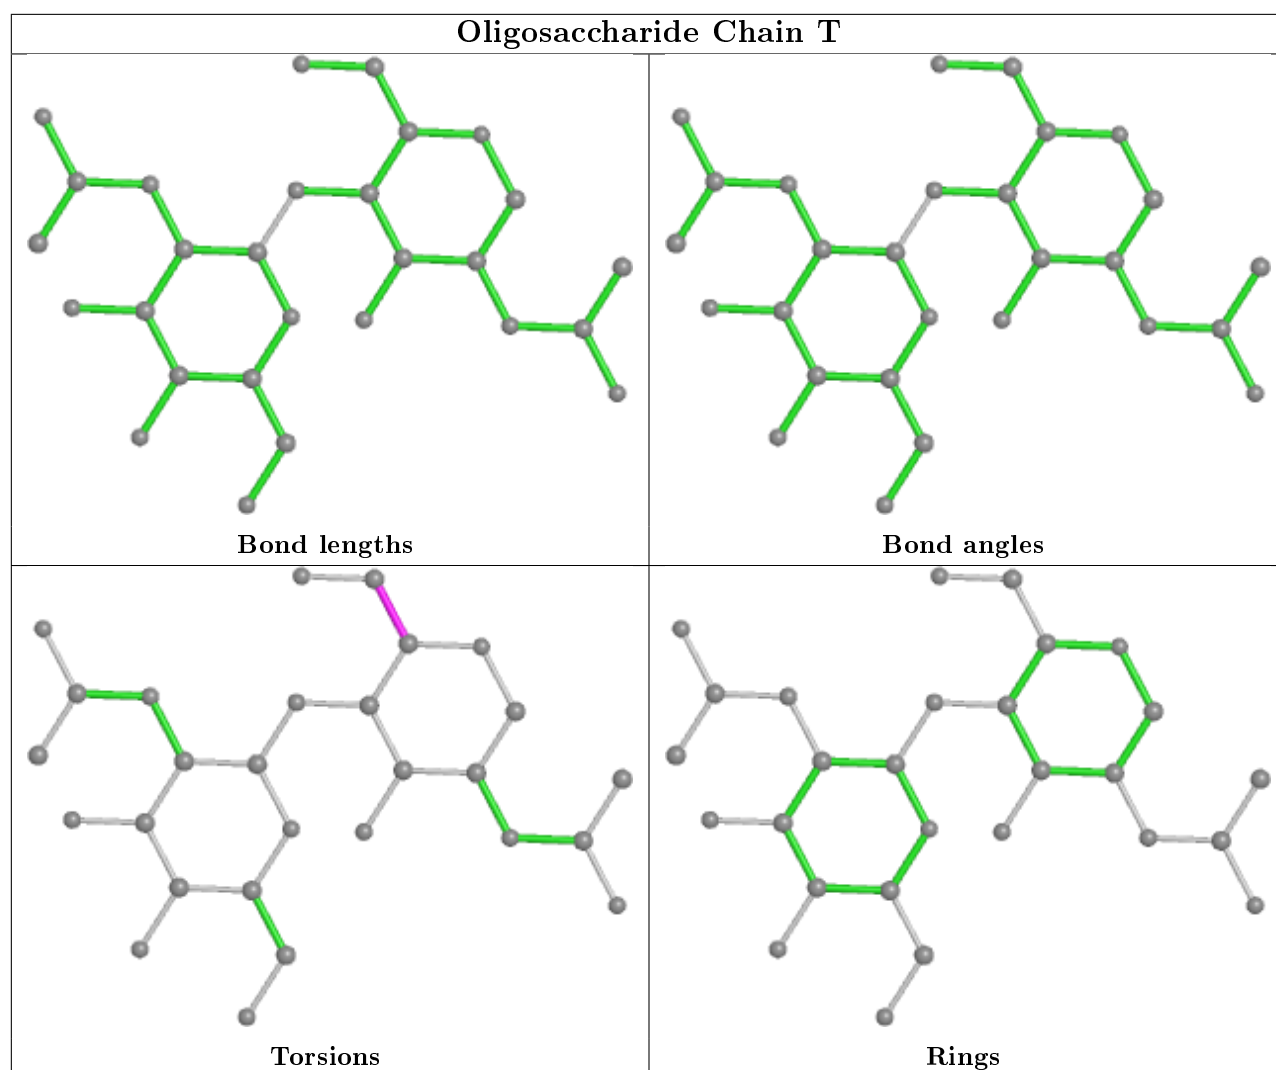 Oligosaccharide Chain T
Bond lengths
Bond angles
Torsions
Rings